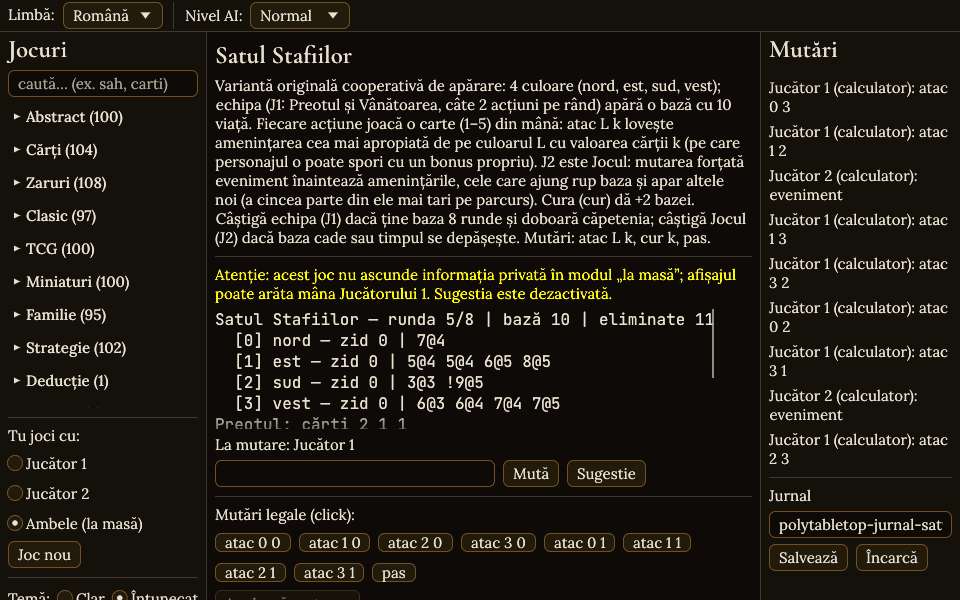 Limbă: Română Nivel AI: Normal
Jocuri
caută... (ex. sah, carti)
Abstract (100)
Cărți (104)
Zaruri (108)
Clasic (97)
TCG (100)
Miniaturi (100)
Familie (95)
Strategie (102)
Deducție (1)
Tu joci cu:
Jucător 1
Jucător 2
Ambele (la masă)
Joc nou
Temă: Clar Întunecat
Satul Stafiilor
Variantă originală cooperativă de apărare: 4 culoare (nord, est, sud, vest);
echipa (J1: Preotul și Vânătoarea, câte 2 acțiuni pe rând) apără o bază cu 10
viață. Fiecare acțiune joacă o carte (1–5) din mână: atac L k lovește
amenințarea cea mai apropiată de pe culoarul L cu valoarea cărții k (pe care
personajul o poate spori cu un bonus propriu). J2 este Jocul: mutarea forțată
eveniment înaintează amenințările, cele care ajung rup baza și apar altele
noi (a cincea parte din ele mai tari pe parcurs). Cura (cur) dă +2 bazei.
Câștigă echipa (J1) dacă ține baza 8 runde și doboară căpetenia; câștigă Jocul
(J2) dacă baza cade sau timpul se depășește. Mutări: atac L k, cur k, pas.
Atenție: acest joc nu ascunde informația privată în modul „la masă”; afișajul
poate arăta mâna Jucătorului 1. Sugestia este dezactivată.
Satul Stafiilor — runda 5/8 | bază 10 | eliminate 11
[0] nord — zid 0 | 7@4
[1] est — zid 0 | 5@4 5@4 6@5 8@5
[2] sud — zid 0 | 3@3 !9@5
[3] vest — zid 0 | 6@3 6@4 7@4 7@5
Preotul: cărți 2 1 1
La mutare: Jucător 1
Mută Sugestie
Mutări legale (click):
atac 0 0 atac 1 0 atac 2 0 atac 3 0 atac 0 1 atac 1 1
atac 2 1 atac 3 1 pas
Mutări
Jucător 1 (calculator): atac
0 3
Jucător 1 (calculator): atac
1 2
Jucător 2 (calculator):
eveniment
Jucător 1 (calculator): atac
1 3
Jucător 1 (calculator): atac
3 2
Jucător 1 (calculator): atac
0 2
Jucător 1 (calculator): atac
3 1
Jucător 2 (calculator):
eveniment
Jucător 1 (calculator): atac
2 3
Jurnal
polytabletop-jurnal-sat
Salvează Încarcă